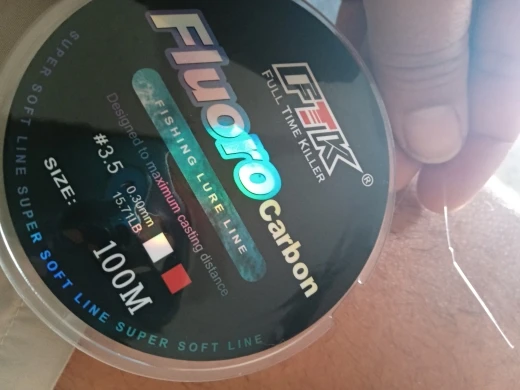 FTK®
FULL TIME KILLER
Fluoro
Carbon
FISHING LURE LINE
Designed to maximum casting distance
#3.5
0.30mm
15.71LB
SIZE:
100M
SUPER SOFT LINE SUPER SOFT LINE SUPER SOFT LINE